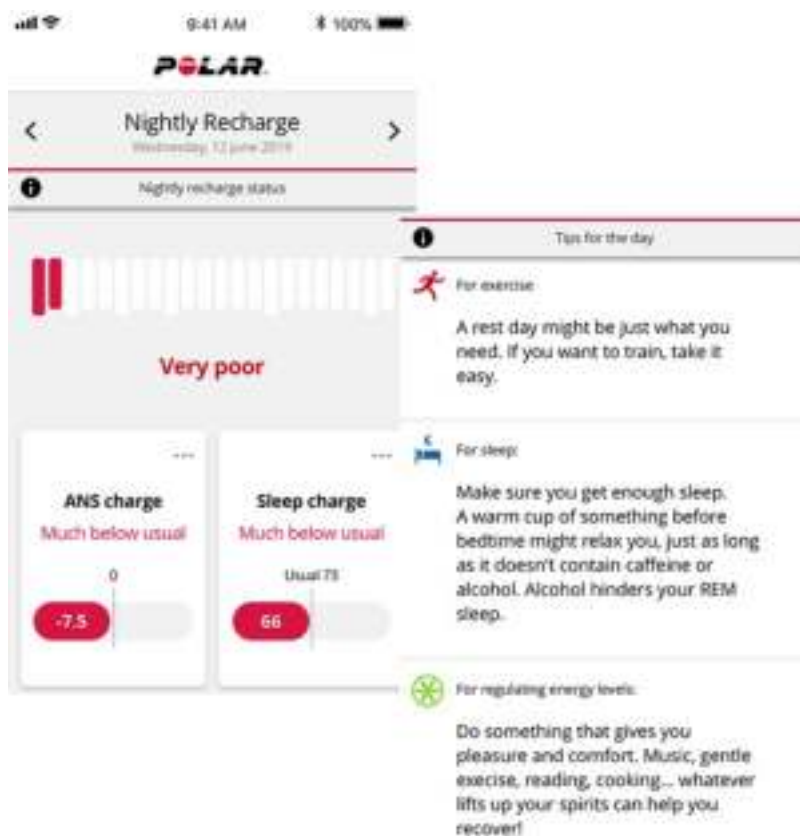 9:41 AM
100%
POLAR
Nightly Recharge
Wednesday, 12 june 2019
Nightly recharge status
Very poor
ANS charge
Much below usual
0
-7.5
Sleep charge
Much below usual
Usual 73
66
Tips for the day
For exercise
A rest day might be just what you
need. If you want to train, take it
easy.
For sleep:
Make sure you get enough sleep.
A warm cup of something before
bedtime might relax you, just as long
as it doesn't contain caffeine or
alcohol. Alcohol hinders your REM
sleep.
For regulating energy levels:
Do something that gives you
pleasure and comfort. Music, gentle
execise, reading, cooking... whatever
lifts up your spirits can help you
recover!